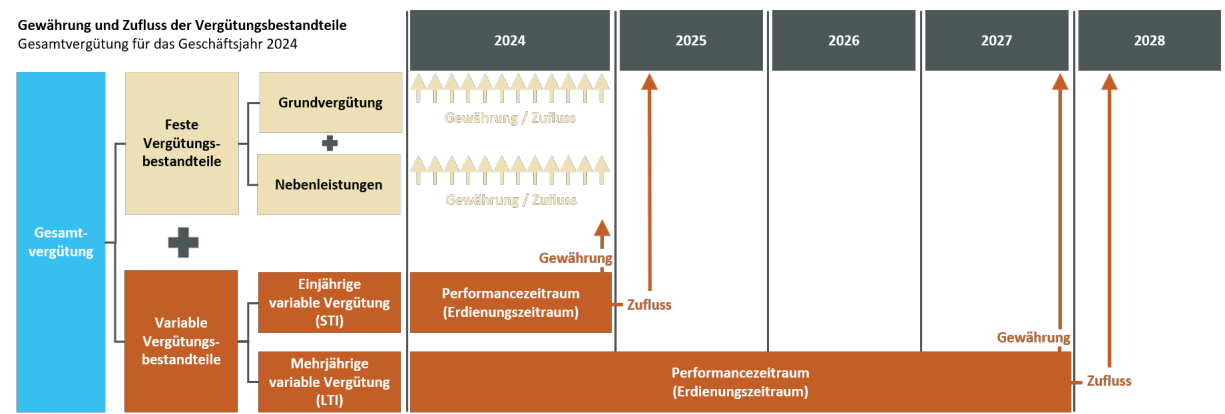 Gewährung und Zufluss der Vergütungsbestandteile
Gesamtvergütung für das Geschäftsjahr 2024
2024
2025
2026
2027
2028
Gesamt-
vergütung
Feste
Vergütungs-
bestandteile
Grundvergütung
Nebenleistungen
Gewährung / Zufluss
Gewährung / Zufluss
Variable
Vergütungs-
bestandteile
Einjährige
variable Vergütung
(STI)
Performancezeitraum
(Erdienungszeitraum)
Gewährung
Zufluss
Mehrjährige
variable Vergütung
(LTI)
Performancezeitraum
(Erdienungszeitraum)
Gewährung
Zufluss